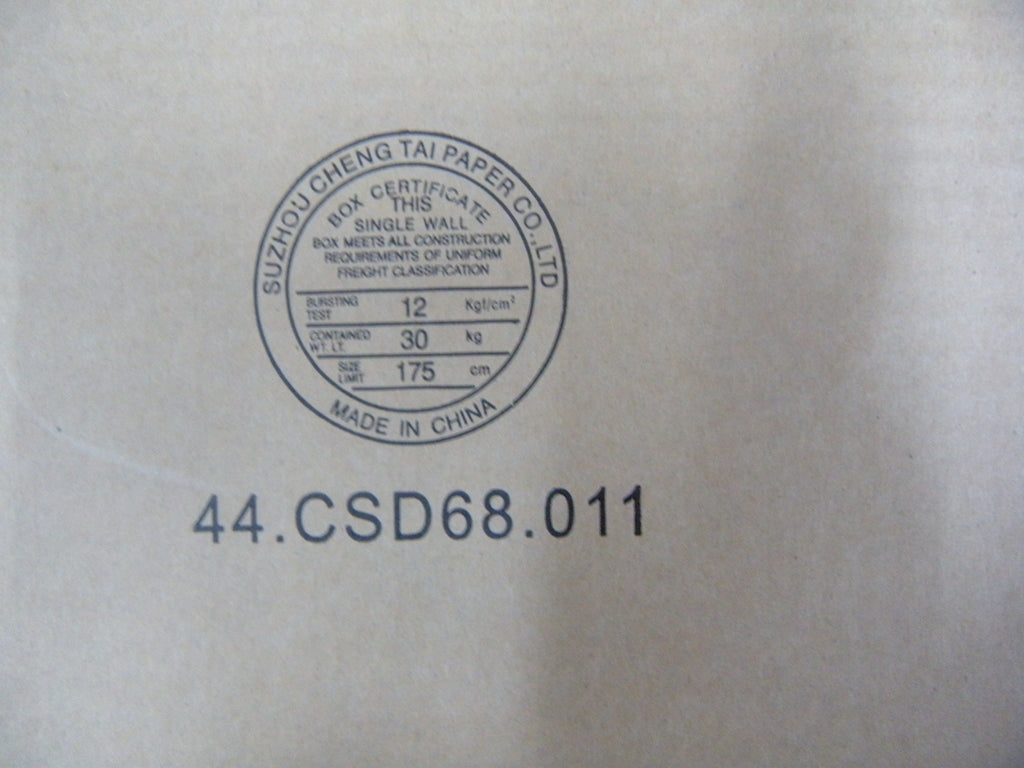 SUZHOU CHENG TAI PAPER CO.,LTD
BOX CERTIFICATE
THIS
SINGLE WALL
BOX MEETS ALL CONSTRUCTION
REQUIREMENTS OF UNIFORM
FREIGHT CLASSIFICATION
BURSTING TEST 12 Kgf/cm²
CONTAINED WT. LT. 30 kg
SIZE LIMIT 175 cm
MADE IN CHINA
44.CSD68.011